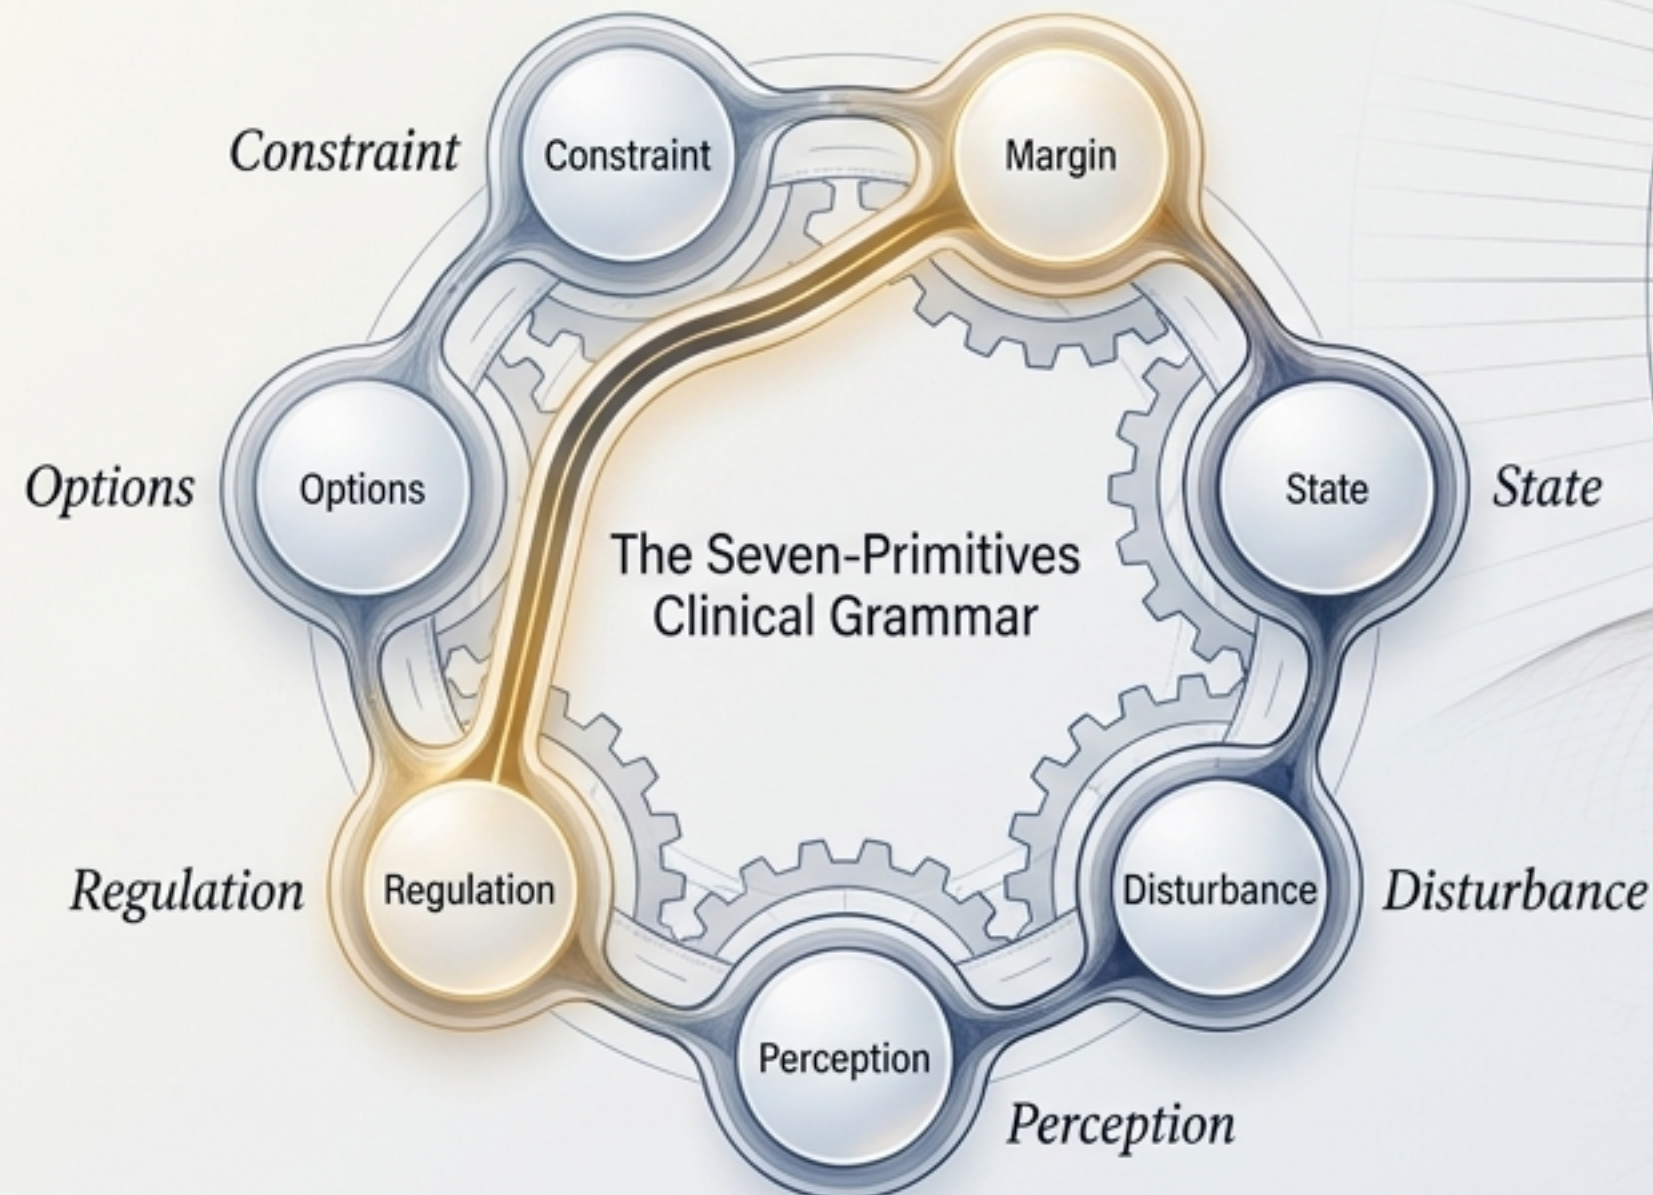 Constraint
Constraint
Margin
Options
Options
State
State
The Seven-Primitives
Clinical Grammar
Regulation
Regulation
Disturbance
Disturbance
Perception
Perception